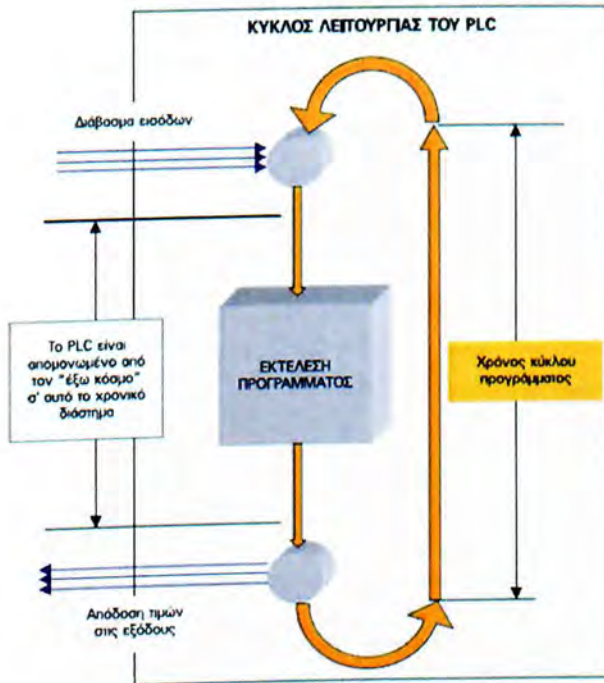 ΚΥΚΛΟΣ ΛΕΙΤΟΥΡΓΙΑΣ ΤΟΥ PLC
Διάβασμα εισόδων
Το PLC είναι
απομονωμένο από
τον "έξω κόσμο"
σ' αυτό το χρονικό
διάστημα
ΕΚΤΕΛΕΣΗ
ΠΡΟΓΡΑΜΜΑΤΟΣ
Χρόνος κύκλου
προγράμματος
Απόδοση τιμών
στις εξόδους